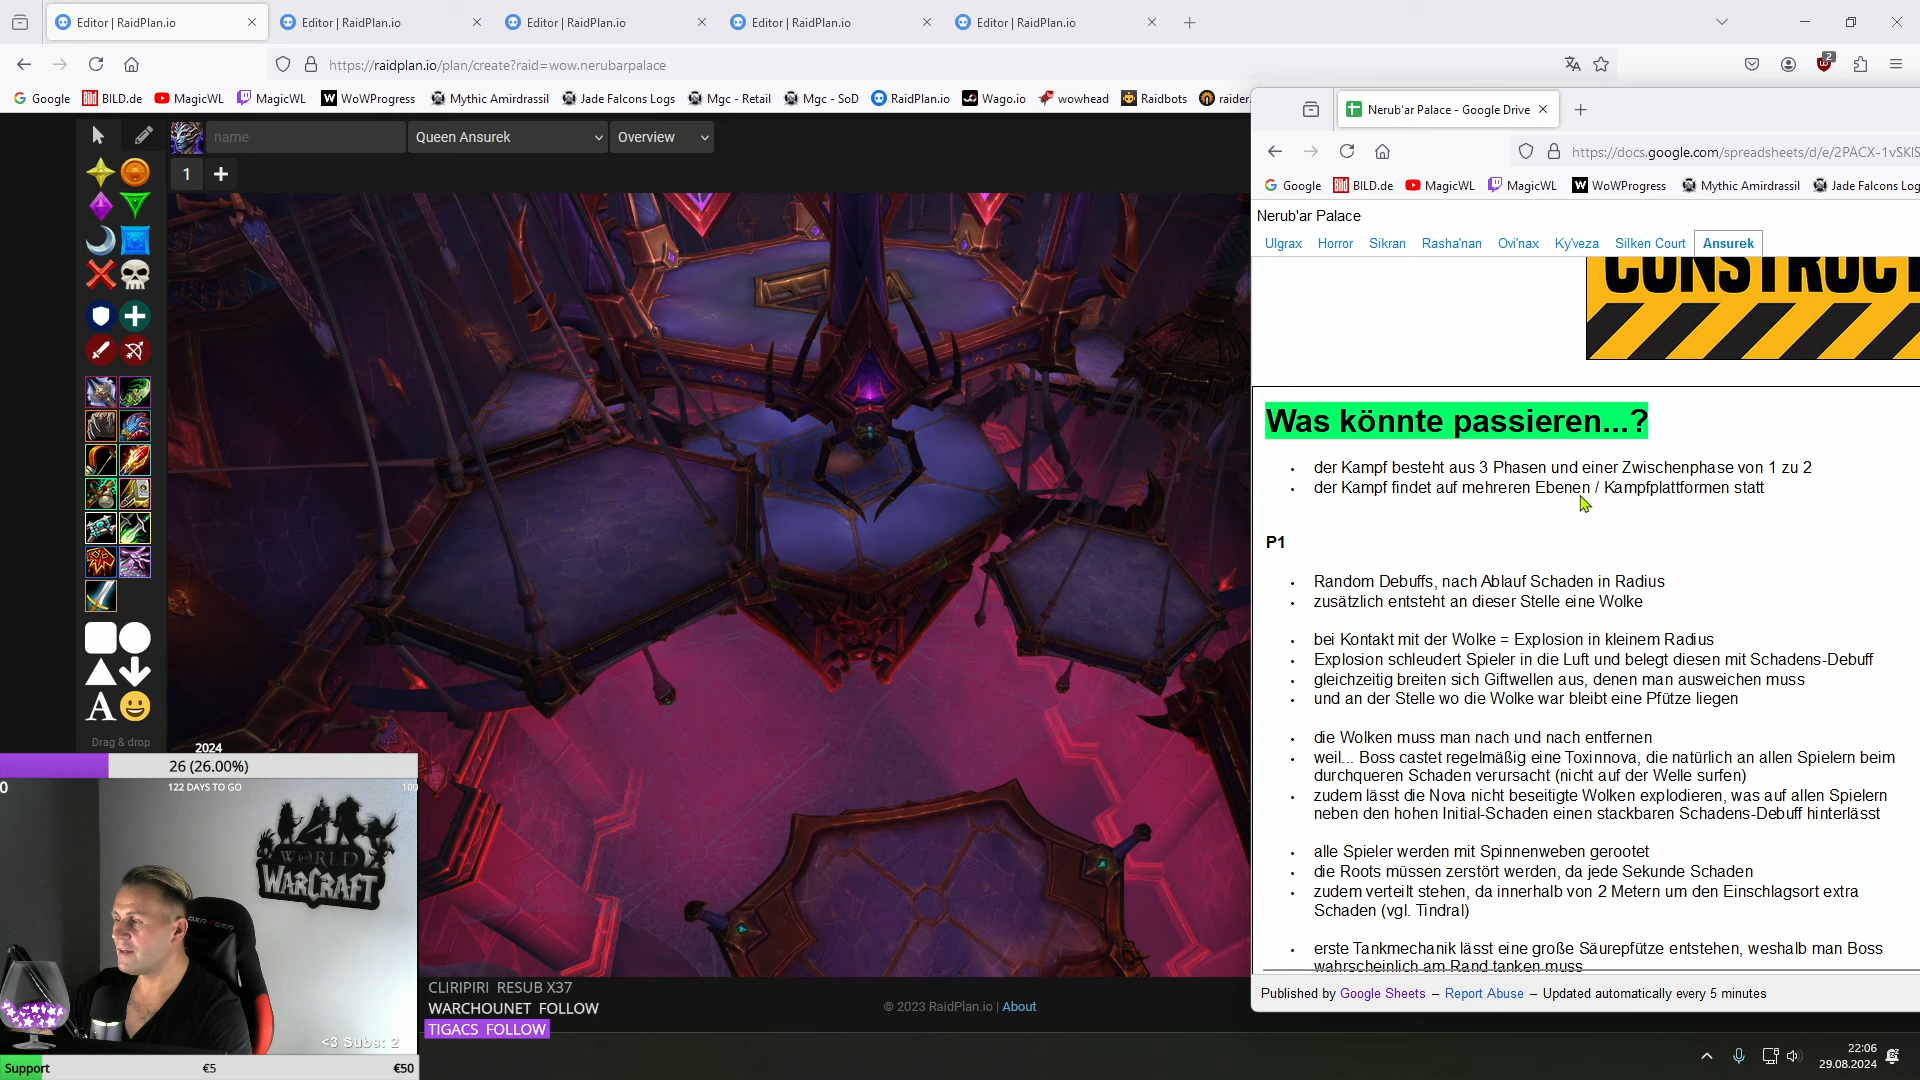 Editor | RaidPlan.io
Editor | RaidPlan.io
Editor | RaidPlan.io
Editor | RaidPlan.io
Editor | RaidPlan.io
https://raidplan.io/plan/create?raid=wow.nerubarpalace
2
Google
BILD.de
MagicWL
MagicWL
WoWProgress
Mythic Amirdrassil
Jade Falcons Logs
Mgc - Retail
Mgc - SoD
RaidPlan.io
Wago.io
wowhead
Raidbots
raider.
name
Queen Ansurek
Overview
1
Drag & drop
Nerub'ar Palace - Google Drive
https://docs.google.com/spreadsheets/d/e/2PACX-1vSKlS
Google
BILD.de
MagicWL
MagicWL
WoWProgress
Mythic Amirdrassil
Jade Falcons Log
Nerub'ar Palace
Ulgrax
Horror
Sikran
Rasha'nan
Ovi'nax
Ky'veza
Silken Court
Ansurek
CONSTRUCT
Was könnte passieren...?
der Kampf besteht aus 3 Phasen und einer Zwischenphase von 1 zu 2
der Kampf findet auf mehreren Ebenen / Kampfplattformen statt
P1
Random Debuffs, nach Ablauf Schaden in Radius
zusätzlich entsteht an dieser Stelle eine Wolke
bei Kontakt mit der Wolke = Explosion in kleinem Radius
Explosion schleudert Spieler in die Luft und belegt diesen mit Schadens-Debuff
gleichzeitig breiten sich Giftwellen aus, denen man ausweichen muss
und an der Stelle wo die Wolke war bleibt eine Pfütze liegen
die Wolken muss man nach und nach entfernen
weil... Boss castet regelmäßig eine Toxinnova, die natürlich an allen Spielern beim
durchqueren Schaden verursacht (nicht auf der Welle surfen)
zudem lässt die Nova nicht beseitigte Wolken explodieren, was auf allen Spielern
neben den hohen Initial-Schaden einen stackbaren Schadens-Debuff hinterlässt
alle Spieler werden mit Spinnenweben gerootet
die Roots müssen zerstört werden, da jede Sekunde Schaden
zudem verteilt stehen, da innerhalb von 2 Metern um den Einschlagsort extra
Schaden (vgl. Tindral)
erste Tankmechanik lässt eine große Säurepfütze entstehen, weshalb man Boss
wahrscheinlich am Rand tanken muss
Published by Google Sheets – Report Abuse – Updated automatically every 5 minutes
2024
26 (26.00%)
0
122 DAYS TO GO
100
WORLD
WARCRAFT
DXRACER
<3 Subs: 2
Support
€5
€50
CLIRIPIRI RESUB X37
WARCHOUNET FOLLOW
TIGACS FOLLOW
© 2023 RaidPlan.io | About
22:06
29.08.2024